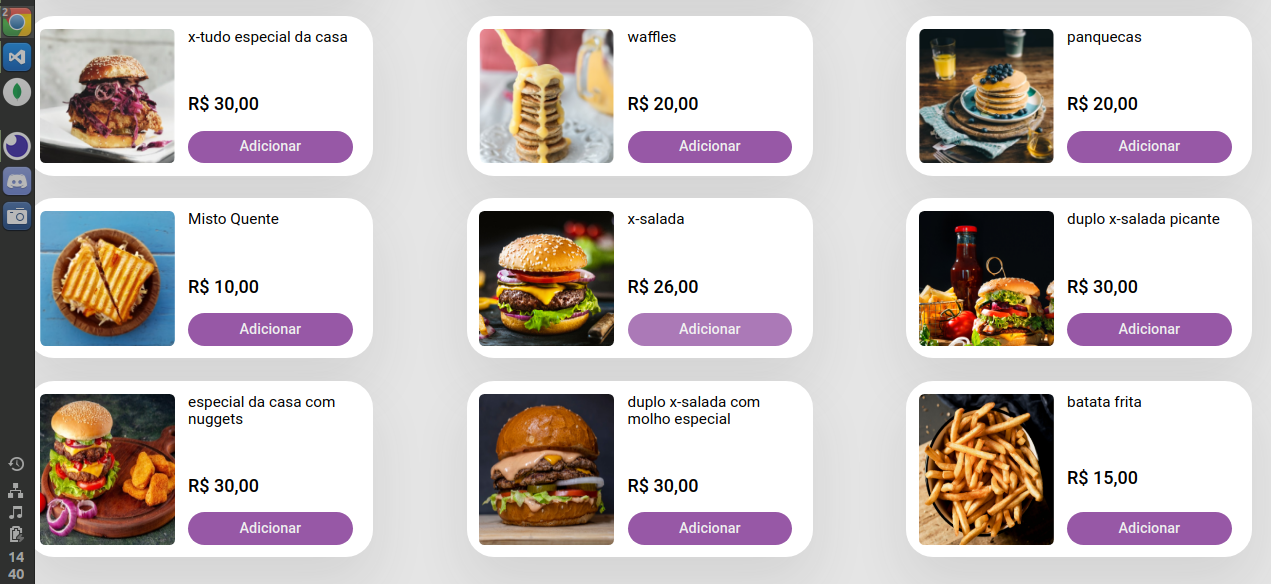 2
x-tudo especial da casa
R$ 30,00
Adicionar
waffles
R$ 20,00
Adicionar
panquecas
R$ 20,00
Adicionar
Misto Quente
R$ 10,00
Adicionar
x-salada
R$ 26,00
Adicionar
duplo x-salada picante
R$ 30,00
Adicionar
especial da casa com
nuggets
R$ 30,00
Adicionar
duplo x-salada com
molho especial
R$ 30,00
Adicionar
batata frita
R$ 15,00
Adicionar
14
40